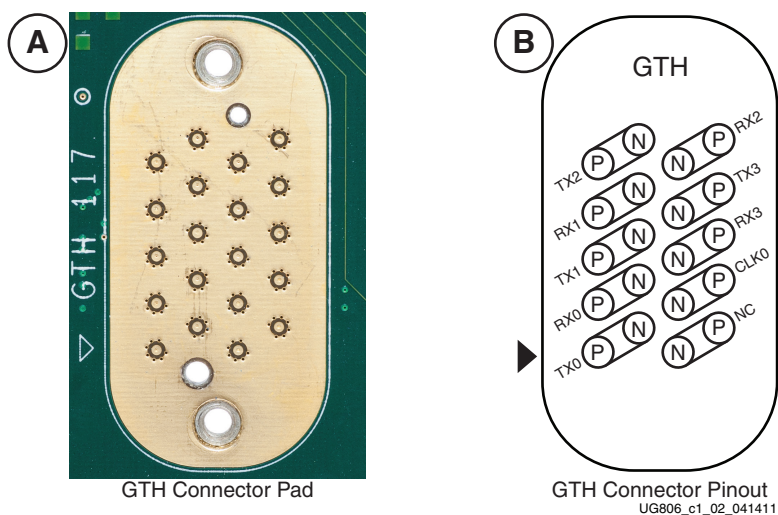 A
GTH 117
GTH Connector Pad
B
GTH
TX2 P N
N P RX2
RX1 P N
N P TX3
TX1 P N
N P RX3
RX0 P N
N P CLK0
TX0 P N
N P NC
GTH Connector Pinout
UG806_c1_02_041411